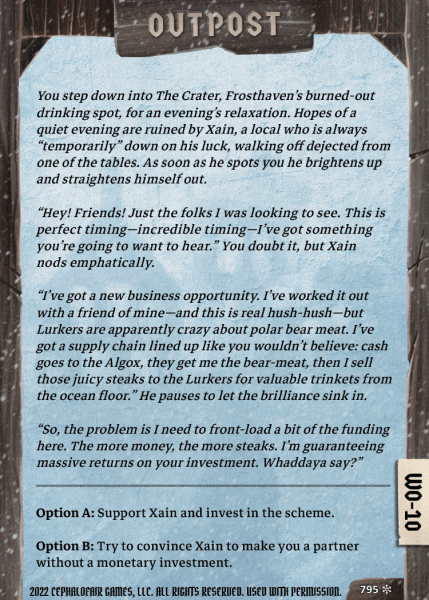 OUTPOST
You step down into The Crater, Frosthaven’s burned-out
drinking spot, for an evening’s relaxation. Hopes of a
quiet evening are ruined by Xain, a local who is always
“temporarily” down on his luck, walking off dejected from
one of the tables. As soon as he spots you he brightens up
and straightens himself out.
“Hey! Friends! Just the folks I was looking to see. This is
perfect timing—incredible timing—I’ve got something
you’re going to want to hear.” You doubt it, but Xain
nods emphatically.
“I’ve got a new business opportunity. I’ve worked it out
with a friend of mine—and this is real hush-hush—but
Lurkers are apparently crazy about polar bear meat. I’ve
got a supply chain lined up like you wouldn’t believe: cash
goes to the Algox, they get me the bear-meat, then I sell
those juicy steaks to the Lurkers for valuable trinkets from
the ocean floor.” He pauses to let the brilliance sink in.
“So, the problem is I need to front-load a bit of the funding
here. The more money, the more steaks. I’m guaranteeing
massive returns on your investment. Whaddaya say?”
Option A: Support Xain and invest in the scheme.
Option B: Try to convince Xain to make you a partner
without a monetary investment.
WO-10
2022 CEPHALOFAIR GAMES, LLC. ALL RIGHTS RESERVED. USED WITH PERMISSION.
795